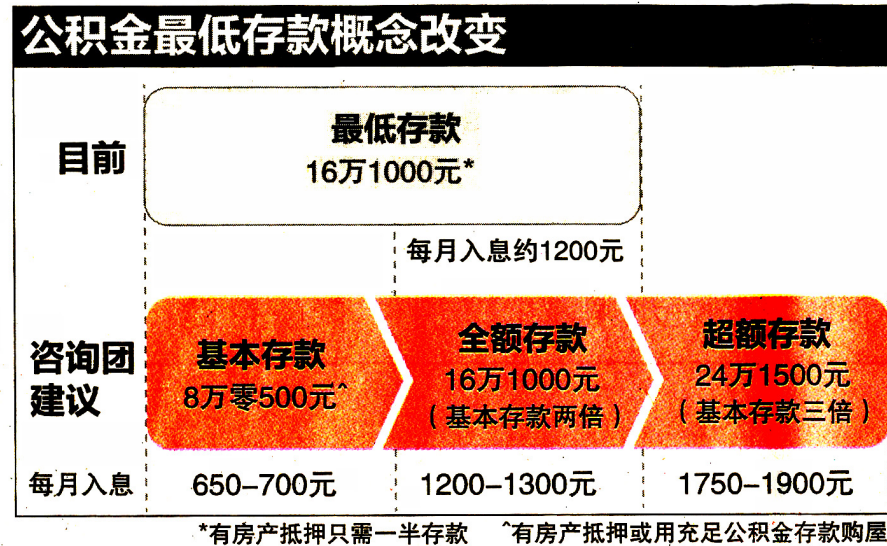 公积金最低存款概念改变
目前
最低存款
16万1000元*
每月入息约1200元
咨询团
建议
基本存款
8万零500元^
全额存款
16万1000元
（基本存款两倍）
超额存款
24万1500元
（基本存款三倍）
每月入息
650–700元
1200–1300元
1750–1900元
*有房产抵押只需一半存款
^有房产抵押或用充足公积金存款购屋